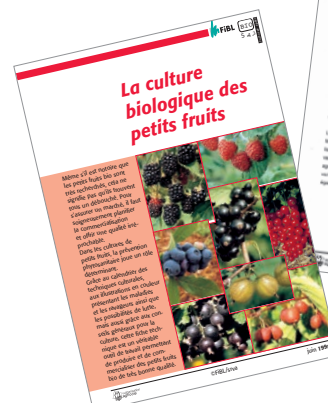 FiBL BIO
La culture
biologique des
petits fruits
Même s'il est notoire que
les petits fruits bio sont
très recherchés, cela ne
signifie pas qu'ils trouvent
tous un débouché. Pour
s'assurer un marché, il faut
soigneusement planifier
la commercialisation
et offrir une qualité irré-
prochable.
Dans les cultures de
petits fruits, la prévention
phytosanitaire joue un rôle
déterminant.
Grâce au calendrier des
techniques culturales,
aux illustrations en couleur
présentant les maladies
et les ravageurs ainsi que
les possibilités de lutte,
mais aussi grâce aux con-
seils généraux pour la
culture, cette fiche tech-
nique est un véritable
outil de travail permettant
de produire et de com-
mercialiser des petits fruits
bio de très bonne qualité.
©FiBL/srva
Juin